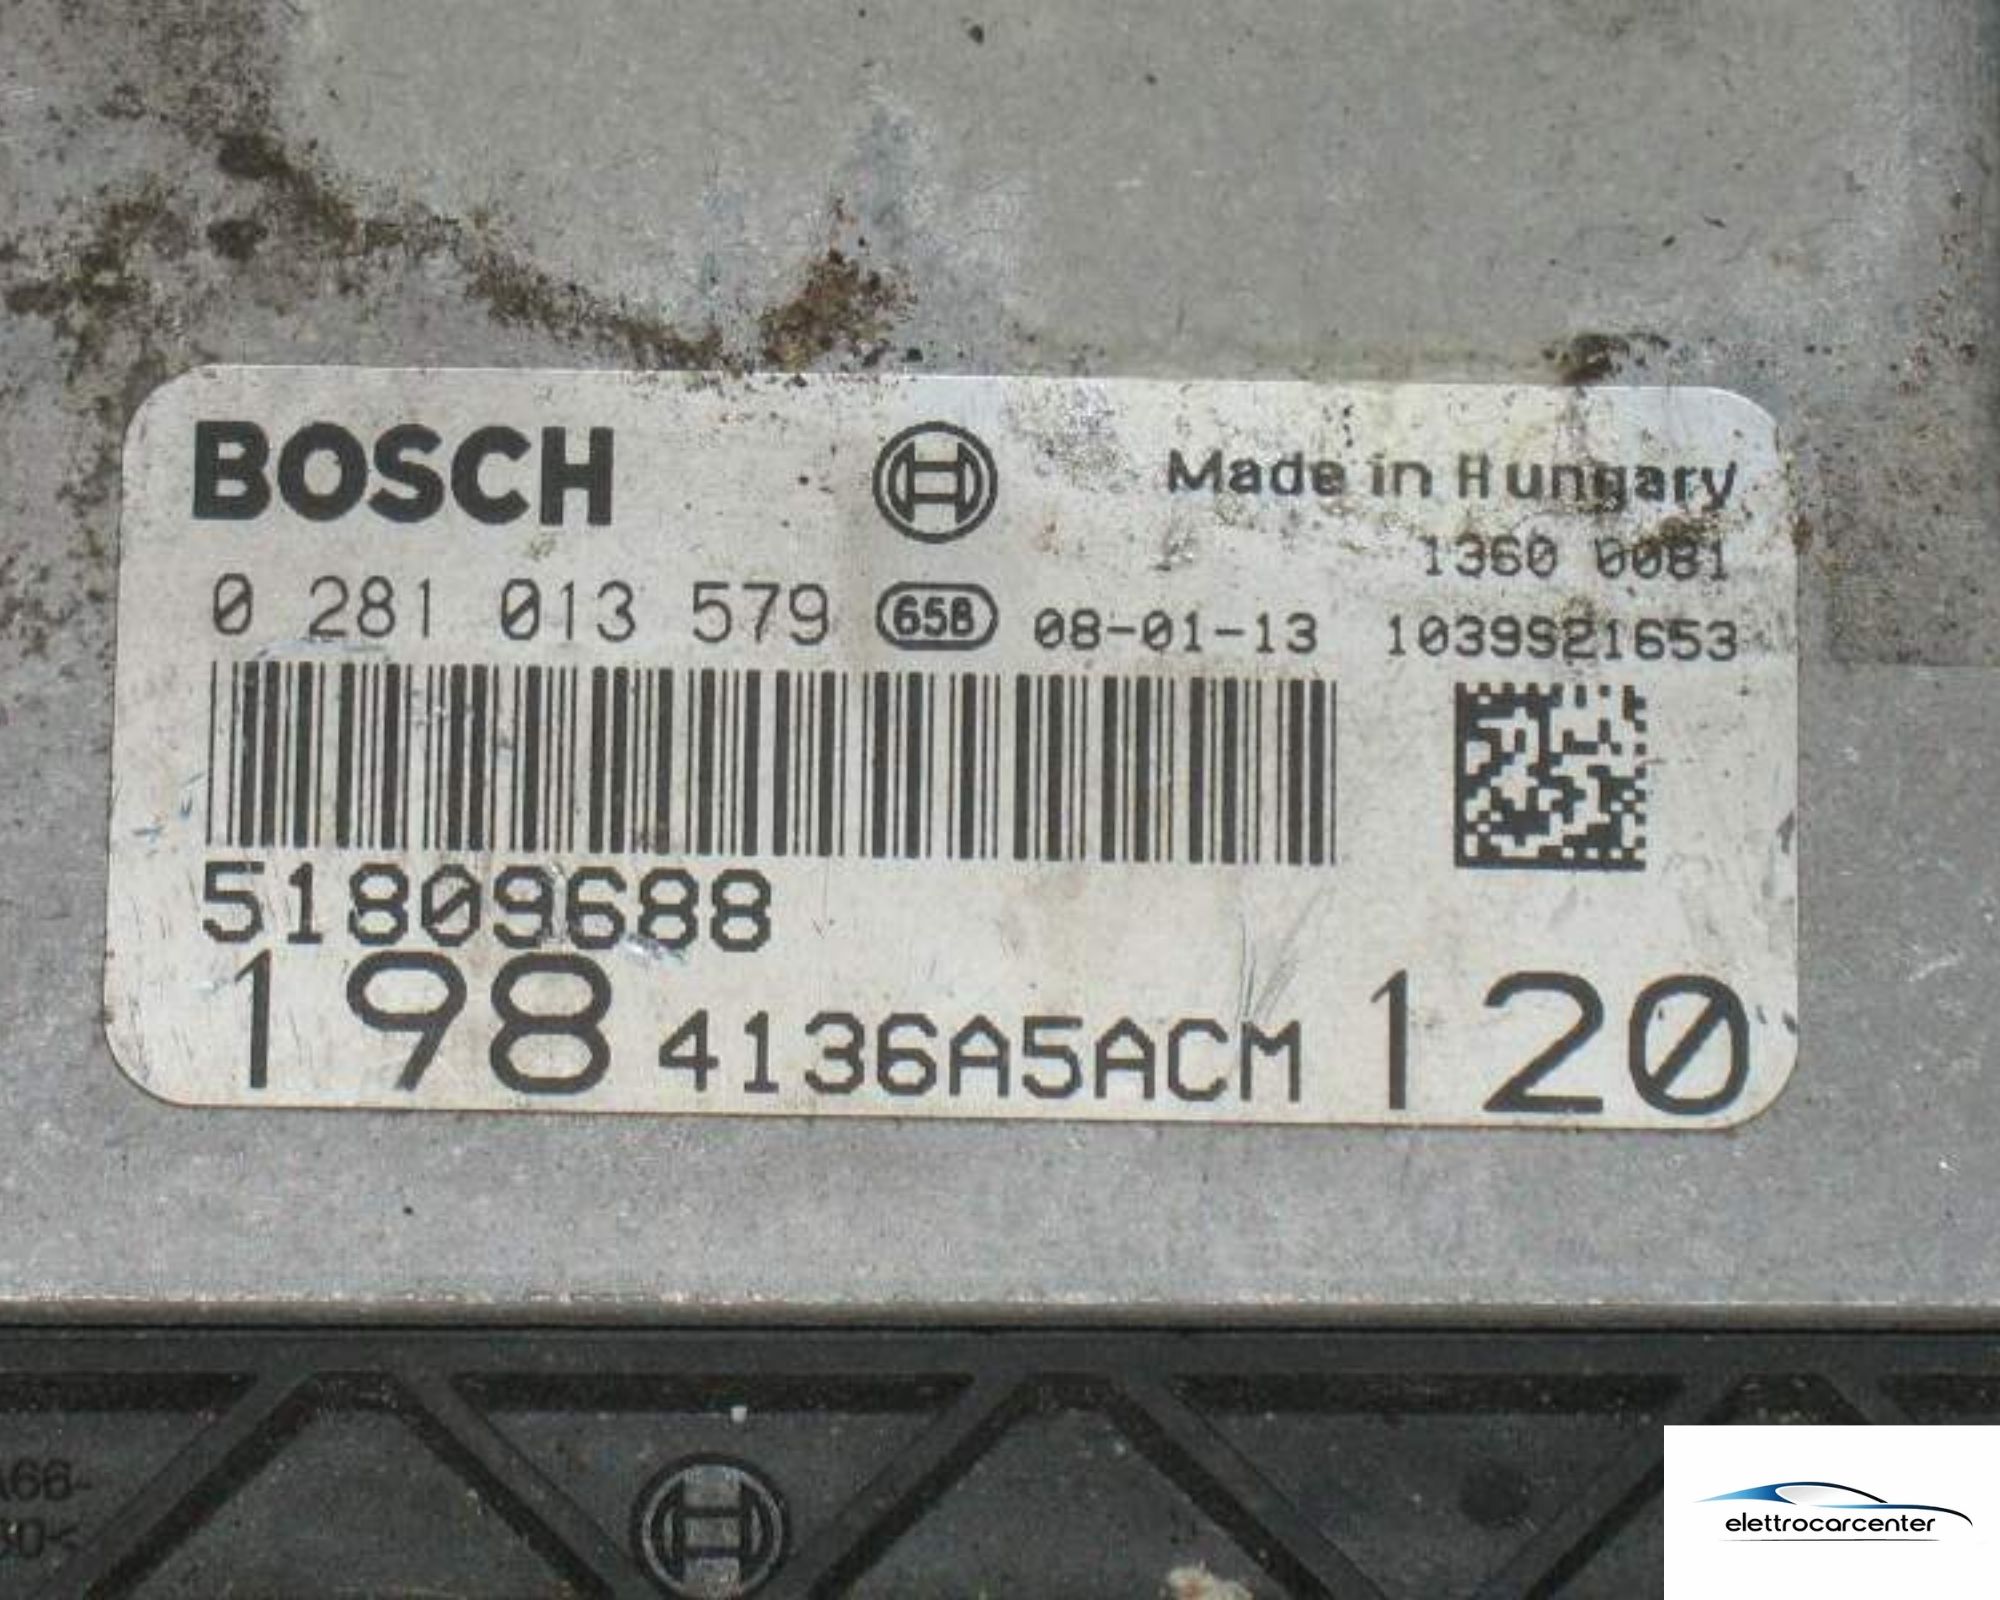 BOSCH
Made in Hungary
1360 0081
0 281 013 579 658 08-01-13 1039S21653
51809688
198 4136A5ACM 120
A66-
elettrocarcenter